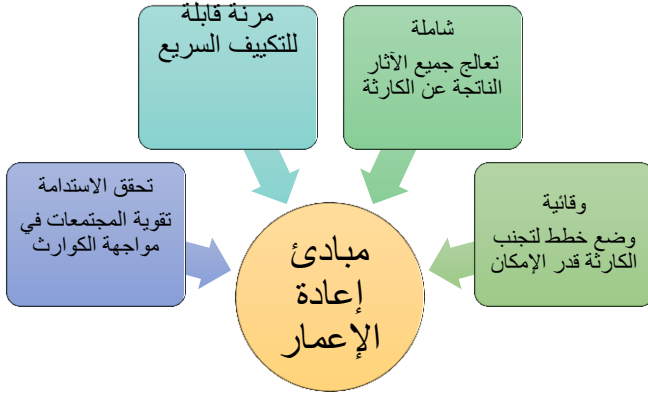 وقائية
وضع خطط لتجنب
الكارثة قدر الإمكان
شاملة
تعالج جميع الآثار
الناتجة عن الكارثة
مرنة قابلة
للتكييف السريع
تحقق الاستدامة
تقوية المجتمعات في
مواجهة الكوارث
مبادئ
إعادة
الإعمار